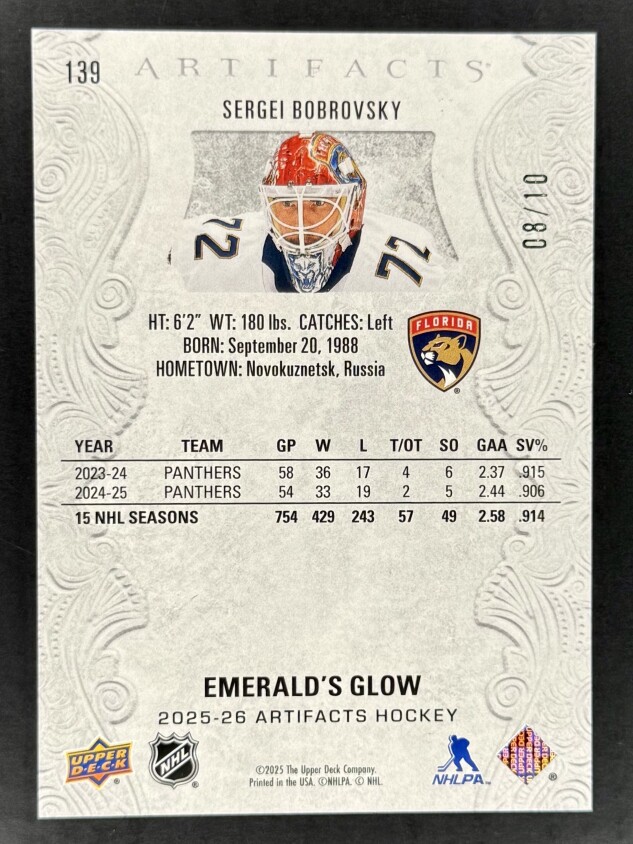 139 ARTIFACTS
SERGEI BOBROVSKY
08/10
72 72
HT: 6'2" WT: 180 lbs. CATCHES: Left
BORN: September 20, 1988
HOMETOWN: Novokuznetsk, Russia
FLORIDA
YEAR TEAM GP W L T/OT SO GAA SV%
2023-24 PANTHERS 58 36 17 4 6 2.37 .915
2024-25 PANTHERS 54 33 19 2 5 2.44 .906
15 NHL SEASONS 754 429 243 57 49 2.58 .914
EMERALD'S GLOW
2025-26 ARTIFACTS HOCKEY
UPPER
D·E·C·K
NHL
©2025 The Upper Deck Company.
Printed in the USA. ©NHLPA. © NHL.
NHLPA